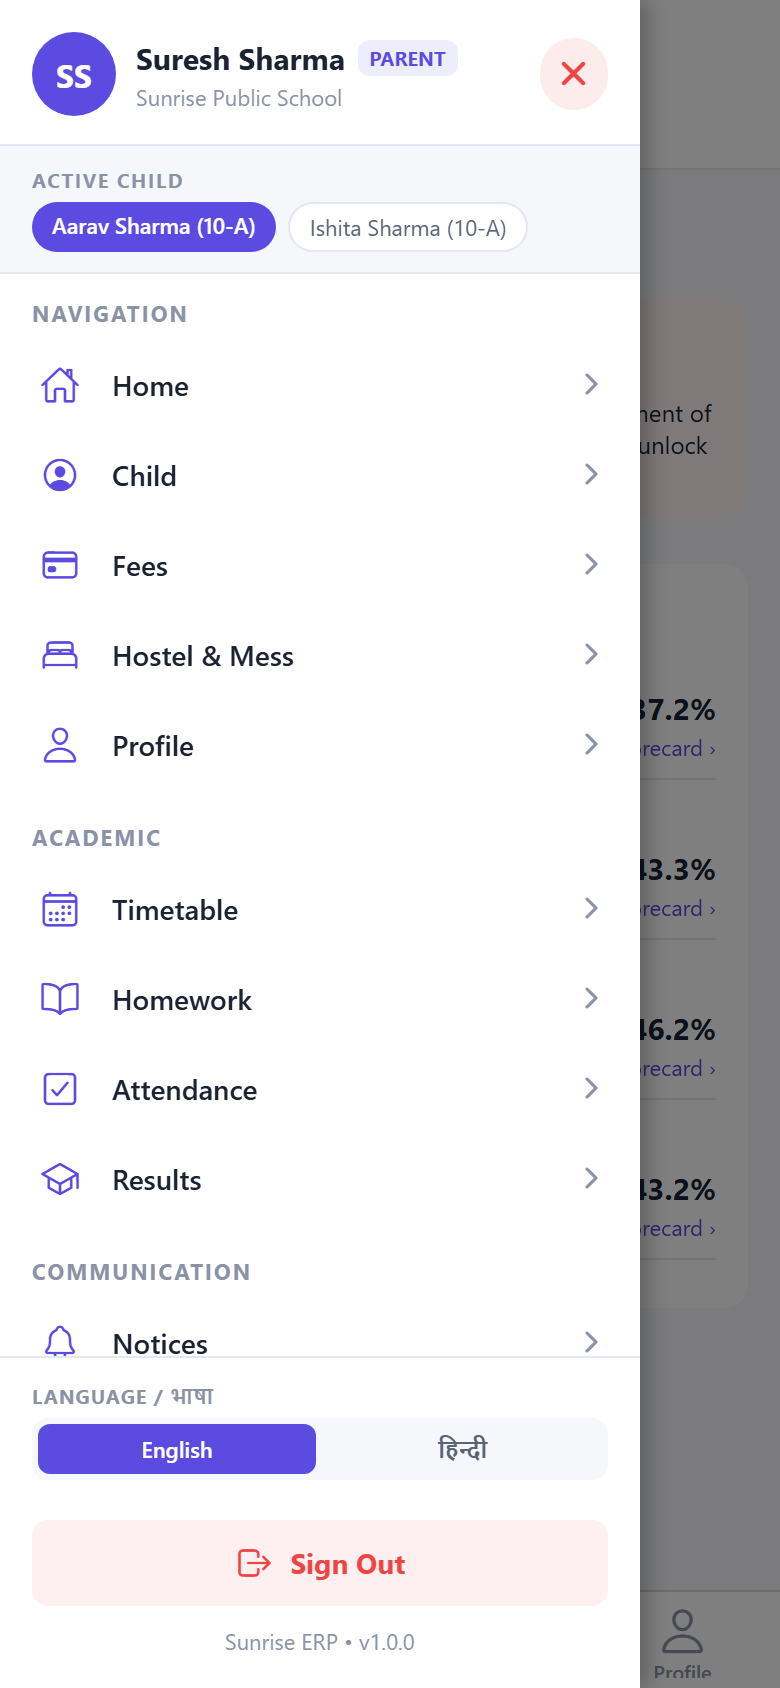 SS
Suresh Sharma PARENT
Sunrise Public School
ACTIVE CHILD
Aarav Sharma (10-A) Ishita Sharma (10-A)
NAVIGATION
Home
Child
of
Fees
unlock
Hostel & Mess
Profile
ACADEMIC
Timetable
Homework
Attendance
Results
COMMUNICATION
Notices
LANGUAGE / भाषा
English हिन्दी
Sign Out
Sunrise ERP • v1.0.0
Profile